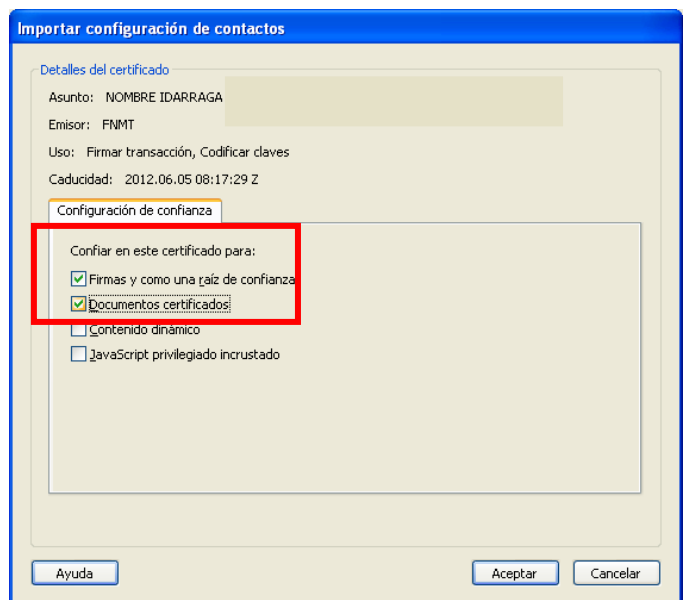 Importar configuración de contactos
Detalles del certificado
Asunto: NOMBRE IDARRAGA
Emisor: FNMT
Uso: Firmar transacción, Codificar claves
Caducidad: 2012.06.05 08:17:29 Z
Configuración de confianza
Confiar en este certificado para:
Firmas y como una raíz de confianza
Documentos certificados
Contenido dinámico
JavaScript privilegiado incrustado
Ayuda Aceptar Cancelar